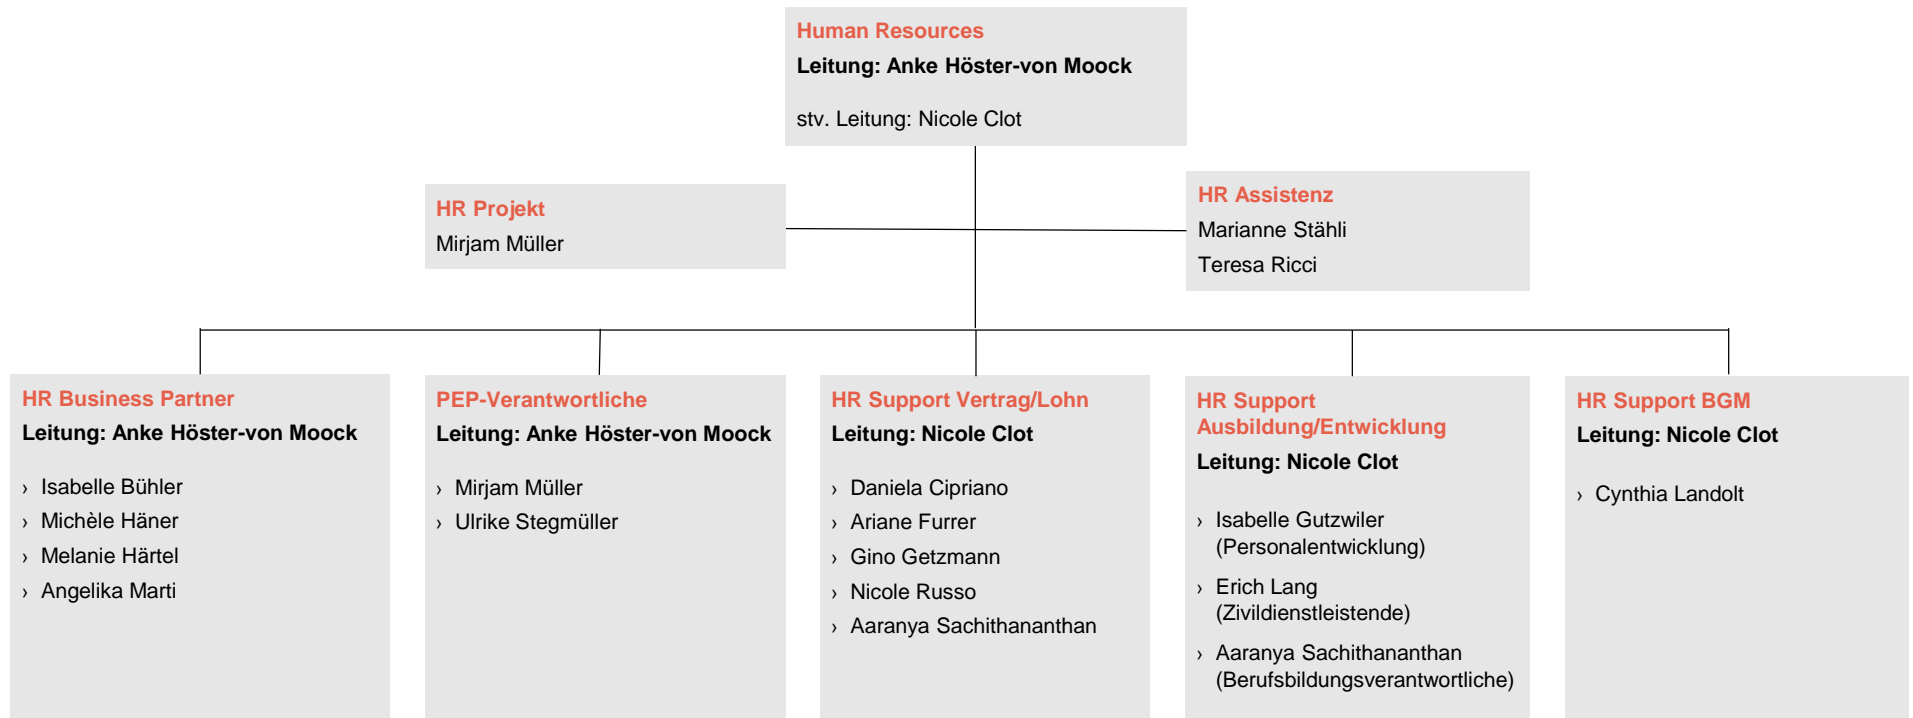 Human Resources
Leitung: Anke Höster-von Moock
stv. Leitung: Nicole Clot
HR Projekt
Mirjam Müller
HR Assistenz
Marianne Stähli
Teresa Ricci
HR Business Partner
Leitung: Anke Höster-von Moock
› Isabelle Bühler
› Michèle Häner
› Melanie Härtel
› Angelika Marti
PEP-Verantwortliche
Leitung: Anke Höster-von Moock
› Mirjam Müller
› Ulrike Stegmüller
HR Support Vertrag/Lohn
Leitung: Nicole Clot
› Daniela Cipriano
› Ariane Furrer
› Gino Getzmann
› Nicole Russo
› Aaranya Sachithananthan
HR Support
Ausbildung/Entwicklung
Leitung: Nicole Clot
› Isabelle Gutzwiler
(Personalentwicklung)
› Erich Lang
(Zivildienstleistende)
› Aaranya Sachithananthan
(Berufsbildungsverantwortliche)
HR Support BGM
Leitung: Nicole Clot
› Cynthia Landolt